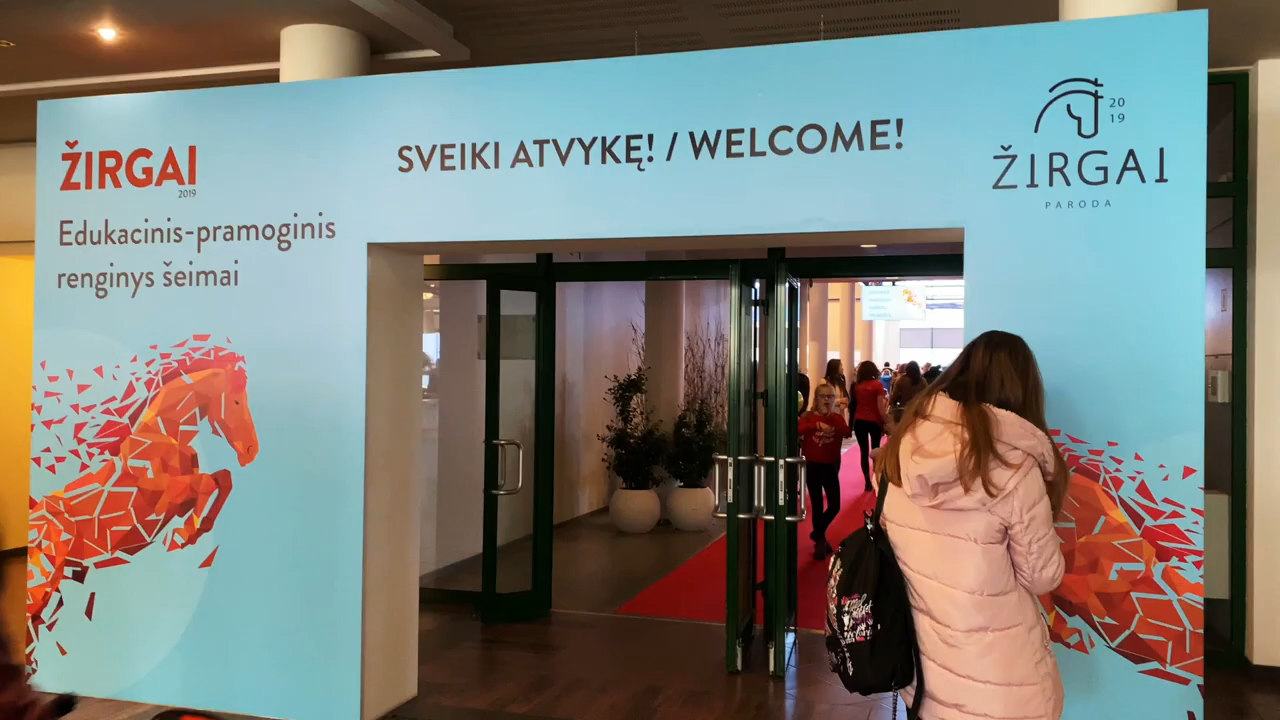 ŽIRGAI
2019
Edukacinis-pramoginis
renginys šeimai
SVEIKI ATVYKĘ! / WELCOME!
20
19
ŽIRGAI
PARODA